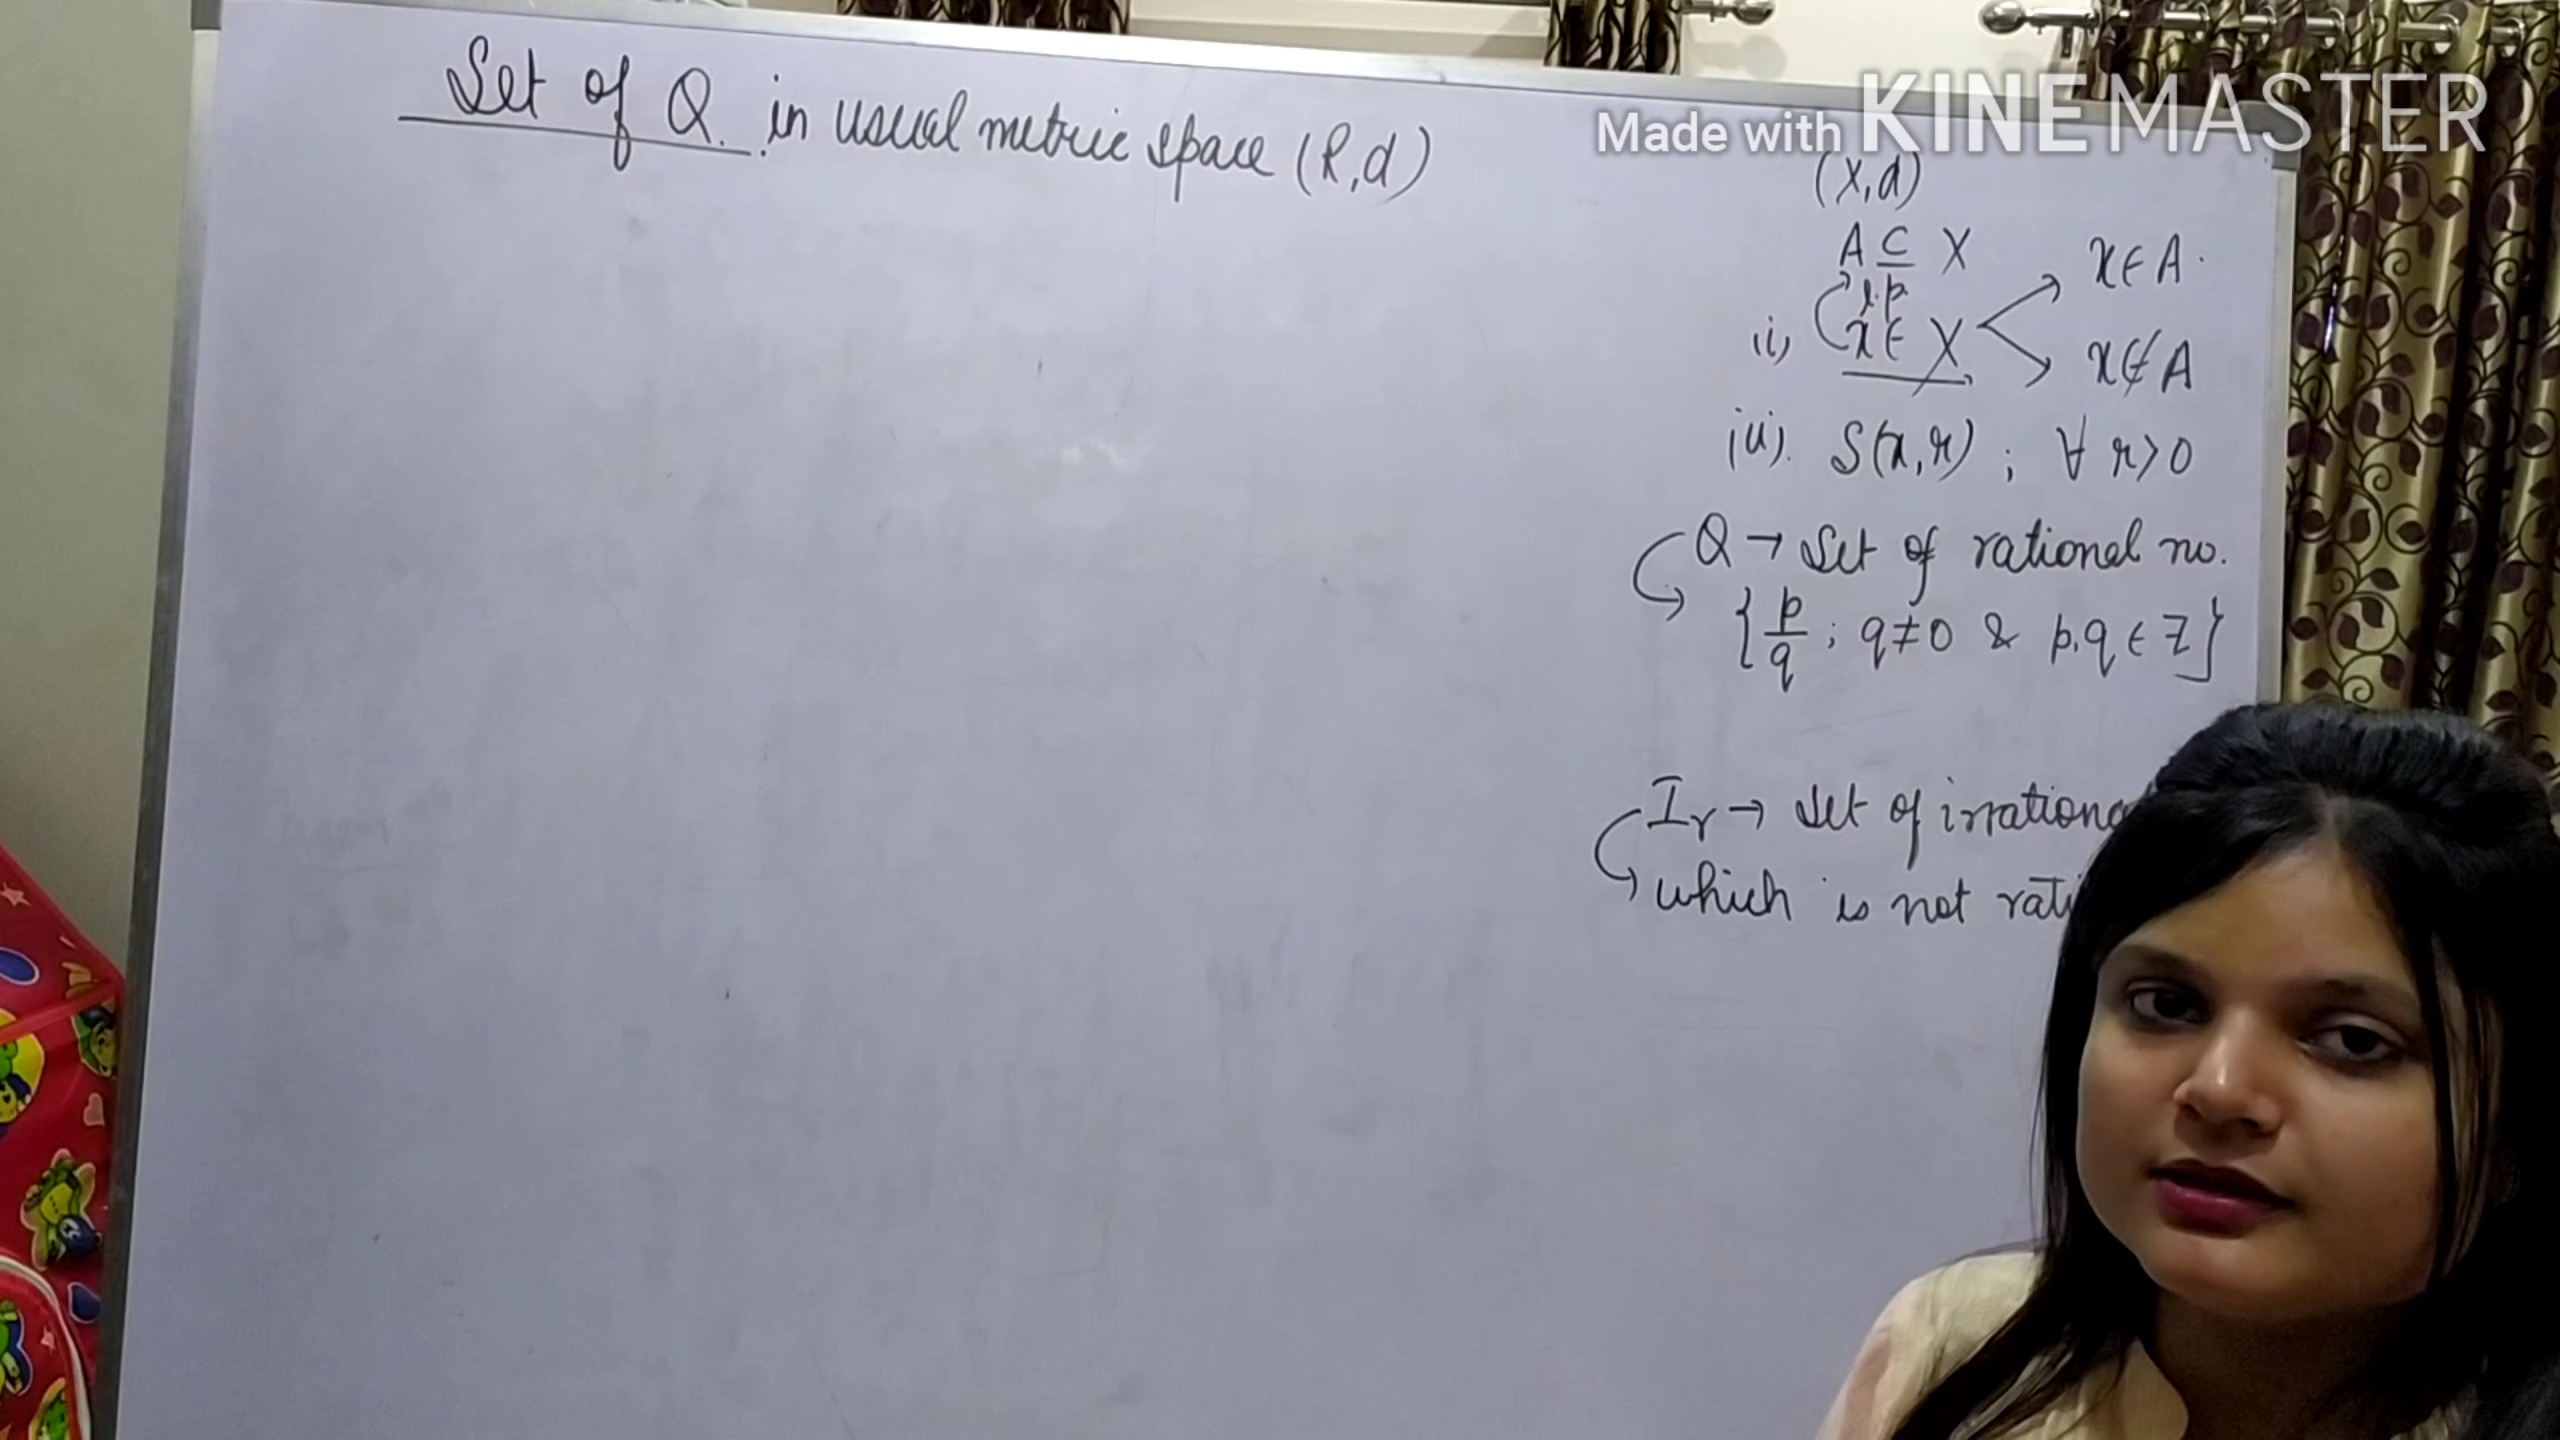 Set of Q in usual metric space (R,d)
Made with KINEMASTER
(X,d)
A ⊆ X
l.p.
(i) x ∈ X
x ∈ A.
x ∉ A
(ii). S(x,r) ; ∀ r>0
Q → Set of rational no.
{p/q ; q≠0 & p,q ∈ Z}
Ir → Set of irrationa
which is not rati